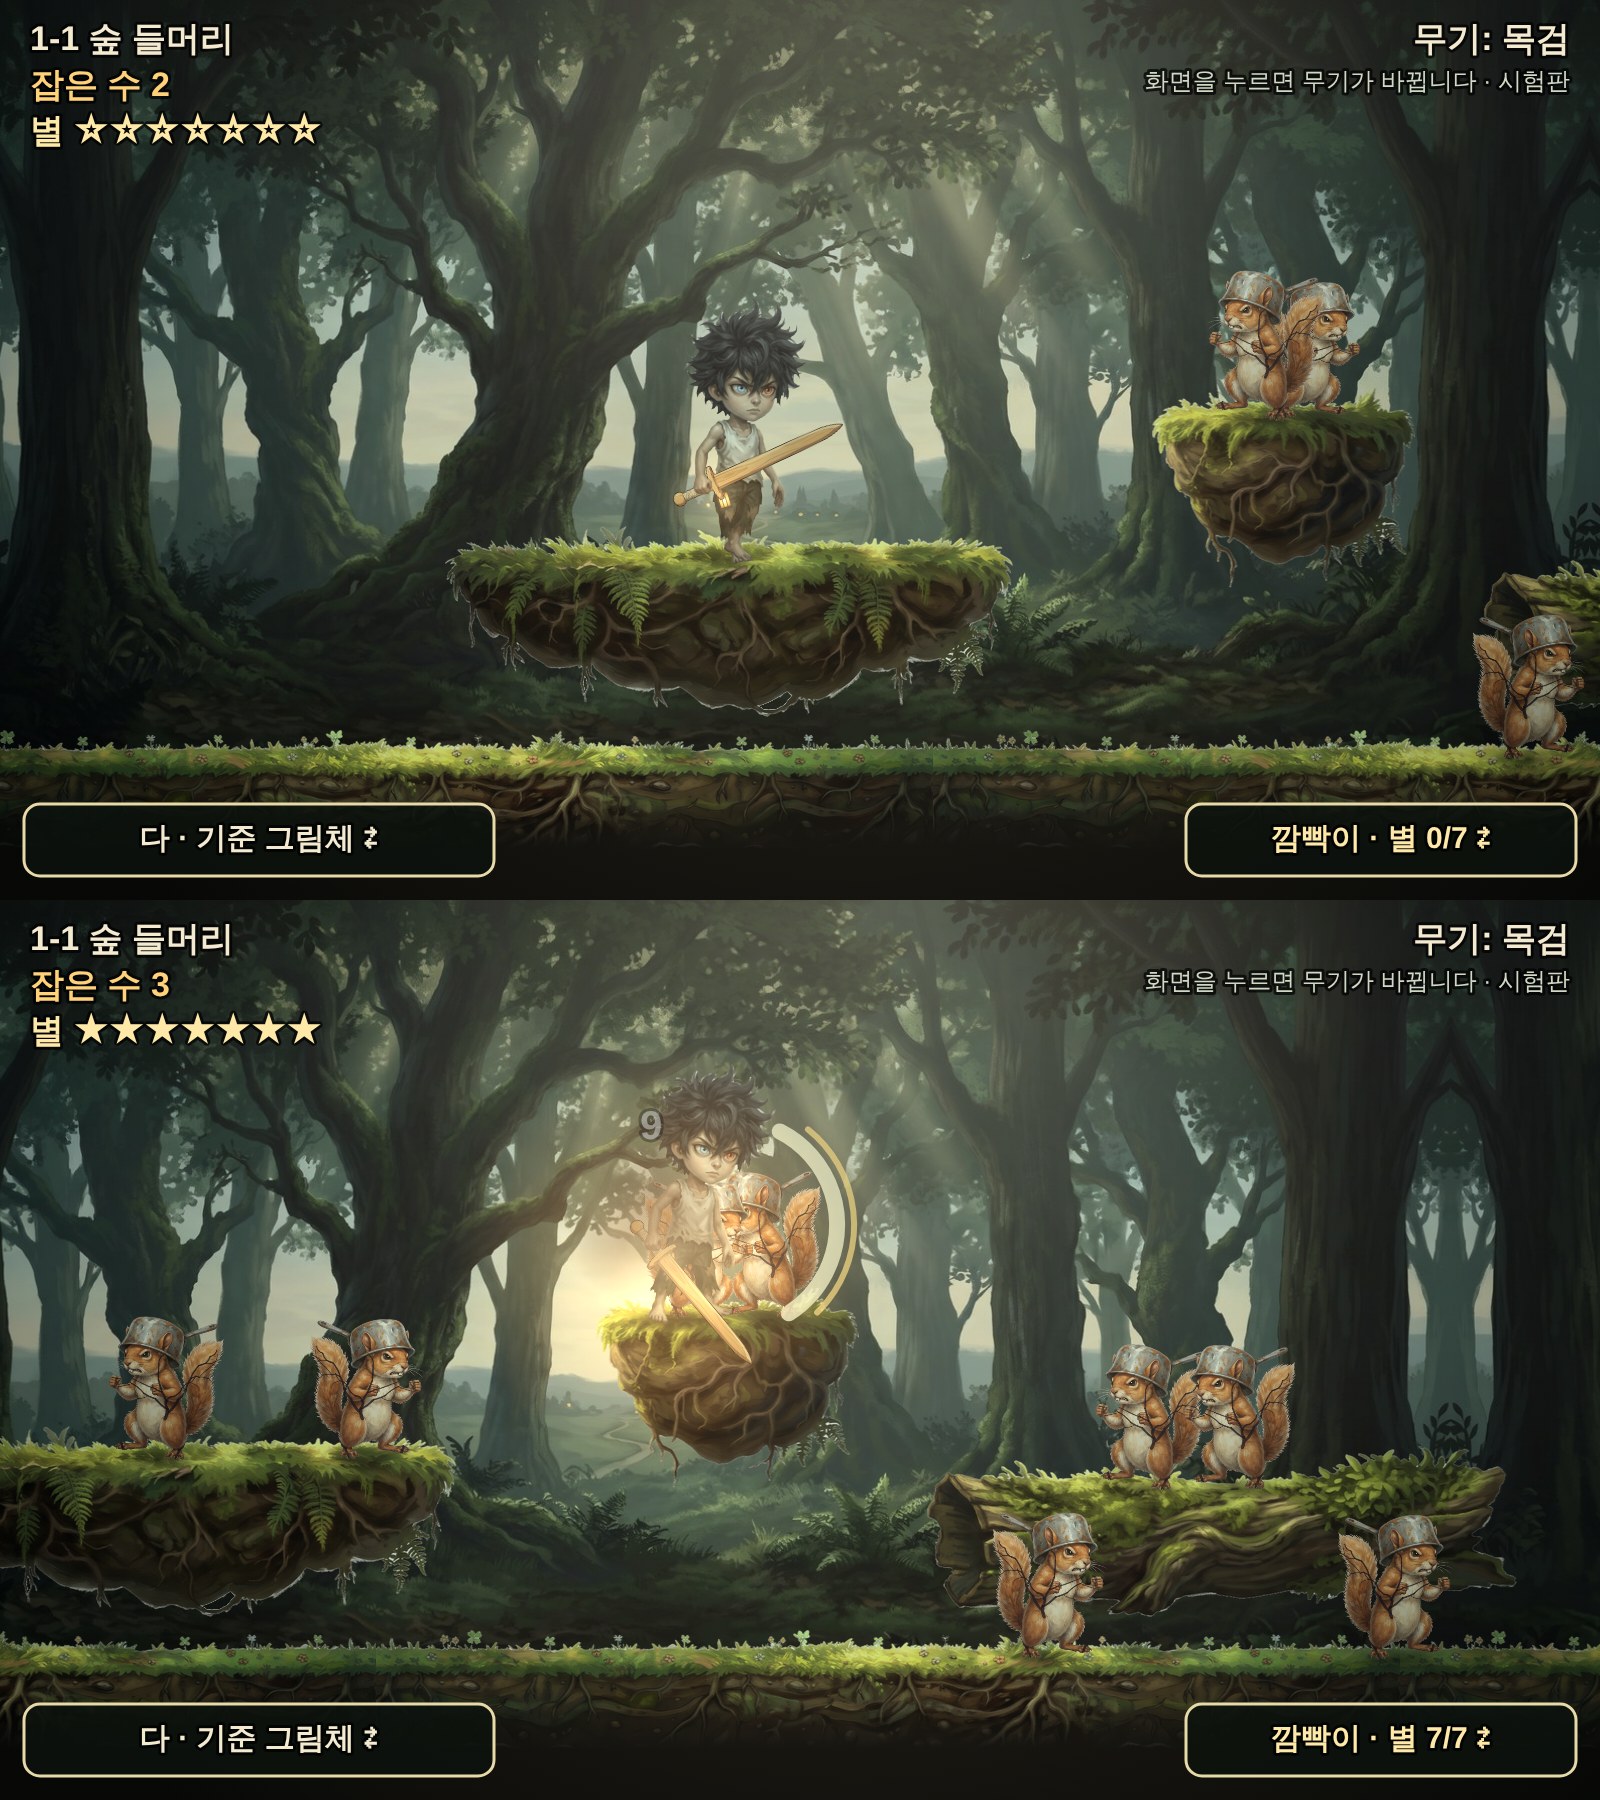 1-1 숲 들머리
잡은 수 2
별 ☆☆☆☆☆☆☆
무기: 목검
화면을 누르면 무기가 바뀝니다 · 시험판
다 · 기준 그림체 ⇄
깜빡이 · 별 0/7 ⇄
1-1 숲 들머리
잡은 수 3
별 ★★★★★★★
무기: 목검
화면을 누르면 무기가 바뀝니다 · 시험판
9
다 · 기준 그림체 ⇄
깜빡이 · 별 7/7 ⇄